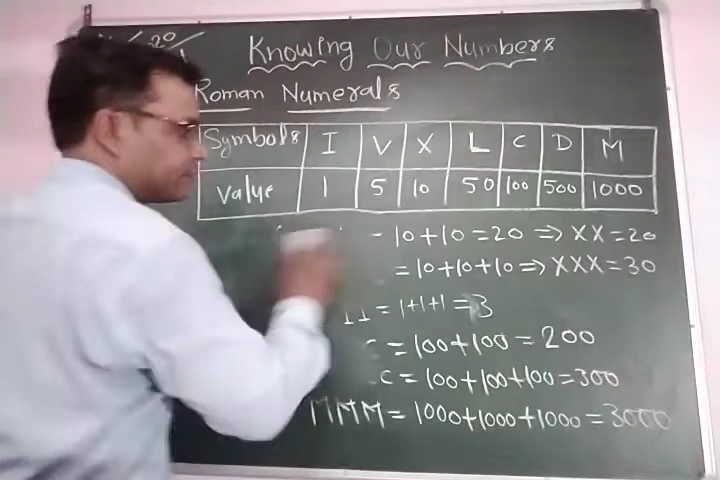 20/
Knowing Our Numbers
Roman Numerals
Symbols I V X L C D M
Value 1 5 10 50 100 500 1000
- 10+10=20 ⇒ XX=20
=10+10+10 ⇒ XXX=30
II = 1+1+1 = 3
C = 100+100 = 200
C = 100+100+100=300
MMM = 1000+1000+1000 = 3000